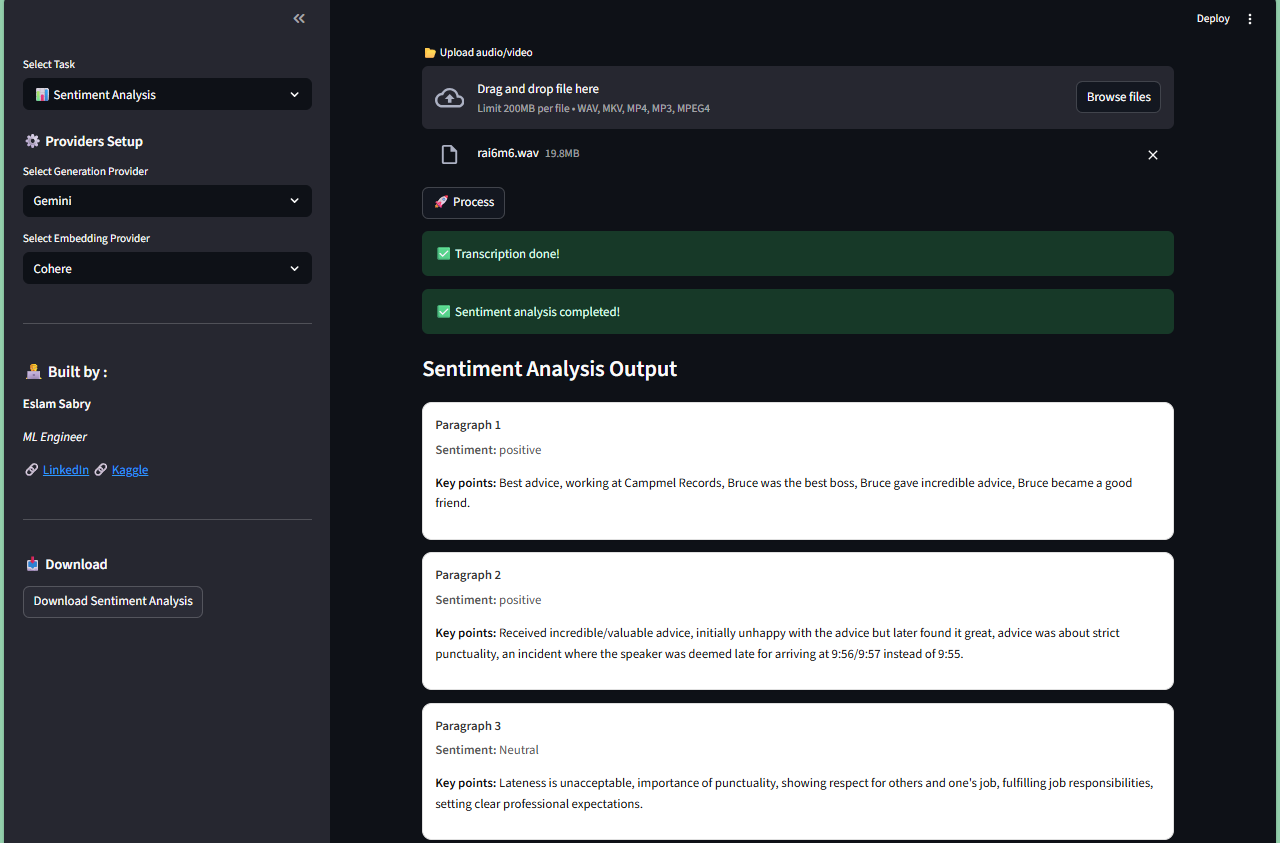 Select Task
📊 Sentiment Analysis
⚙️ Providers Setup
Select Generation Provider
Gemini
Select Embedding Provider
Cohere
🧑‍💻 Built by :
Eslam Sabry
ML Engineer
🔗 LinkedIn 🔗 Kaggle
📥 Download
Download Sentiment Analysis
Deploy
📂 Upload audio/video
Drag and drop file here
Limit 200MB per file • WAV, MKV, MP4, MP3, MPEG4
Browse files
rai6m6.wav 19.8MB
🚀 Process
✅ Transcription done!
✅ Sentiment analysis completed!
Sentiment Analysis Output
Paragraph 1
Sentiment: positive
Key points: Best advice, working at Campmel Records, Bruce was the best boss, Bruce gave incredible advice, Bruce became a good
friend.
Paragraph 2
Sentiment: positive
Key points: Received incredible/valuable advice, initially unhappy with the advice but later found it great, advice was about strict
punctuality, an incident where the speaker was deemed late for arriving at 9:56/9:57 instead of 9:55.
Paragraph 3
Sentiment: Neutral
Key points: Lateness is unacceptable, importance of punctuality, showing respect for others and one's job, fulfilling job responsibilities,
setting clear professional expectations.